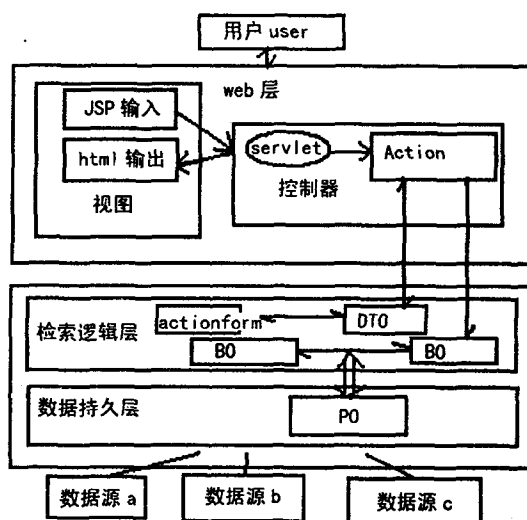 用户 user
web 层
JSP 输入
html 输出
视图
servlet
Action
控制器
检索逻辑层
actionform
DTO
BO
BO
数据持久层
PO
数据源 a
数据源 b
数据源 c